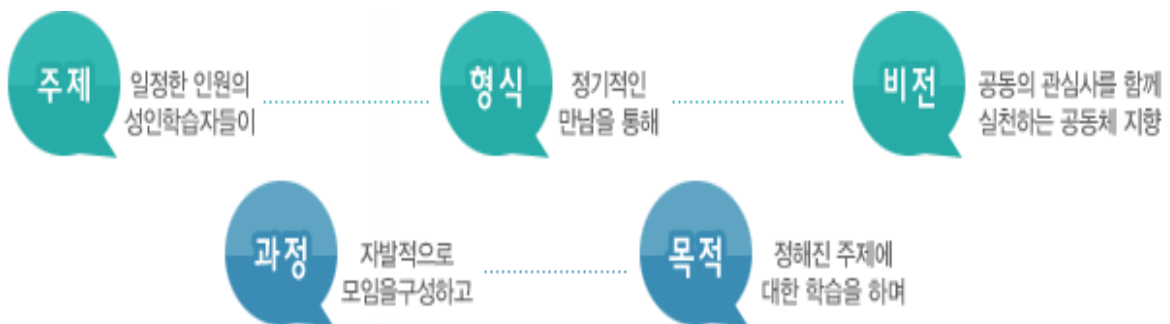 주제
일정한 인원의
성인학습자들이
형식
정기적인
만남을 통해
비전
공동의 관심사를 함께
실천하는 공동체 지향
과정
자발적으로
모임을구성하고
목적
정해진 주제에
대한 학습을 하며